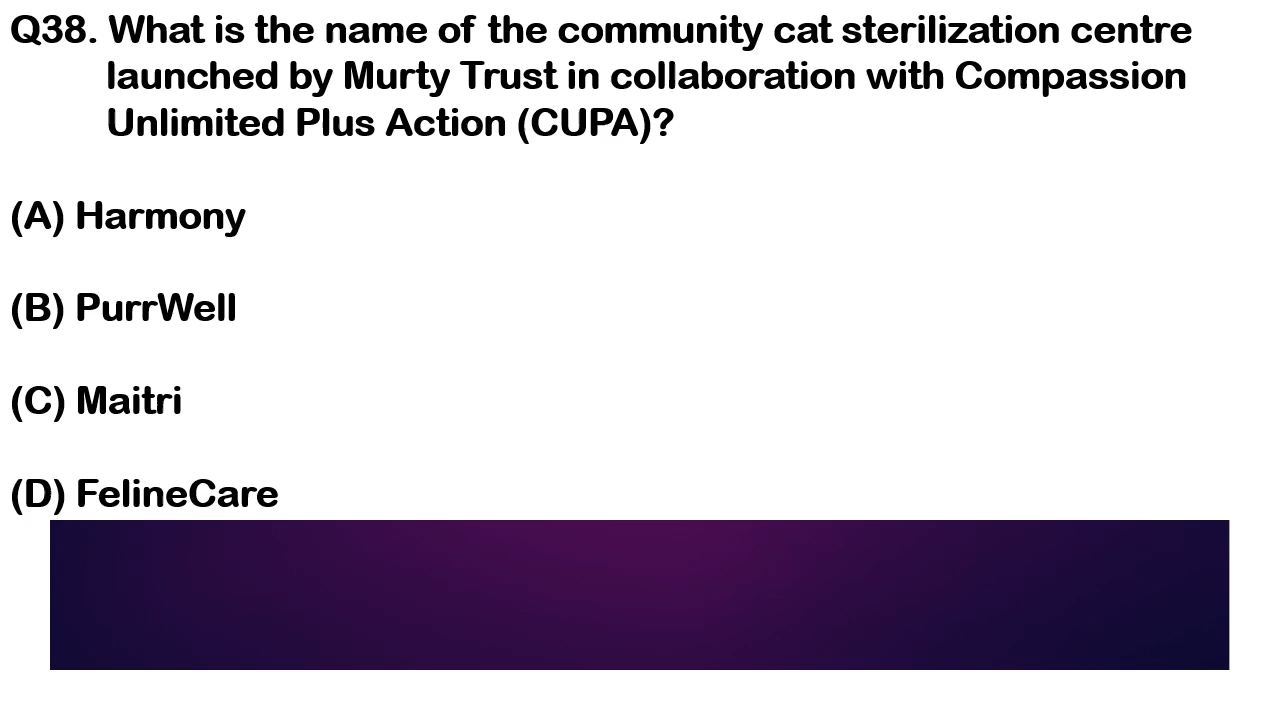 Q38. What is the name of the community cat sterilization centre
launched by Murty Trust in collaboration with Compassion
Unlimited Plus Action (CUPA)?
(A) Harmony
(B) PurrWell
(C) Maitri
(D) FelineCare